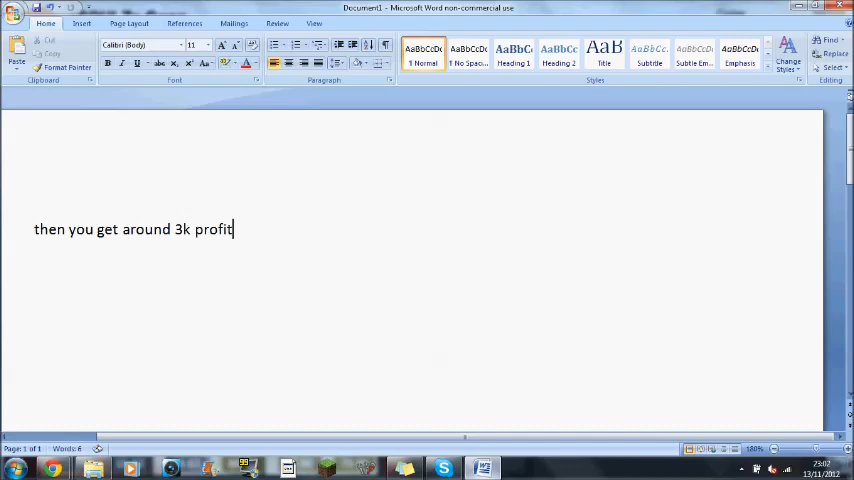 Document1 - Microsoft Word non-commercial use
Home Insert Page Layout References Mailings Review View
Cut
Copy
Format Painter
Paste
Clipboard
Calibri (Body) 11
Font
Paragraph
AaBbCcDc AaBbCcDc AaBbCc AaBbCc AaB AaBbCc. AaBbCcDc AaBbCcDc
¶ Normal ¶ No Spaci... Heading 1 Heading 2 Title Subtitle Subtle Em... Emphasis
Change Styles
Styles
Find
Replace
Select
Editing
then you get around 3k profit
Page: 1 of 1 Words: 6
180%
23:02
13/11/2012